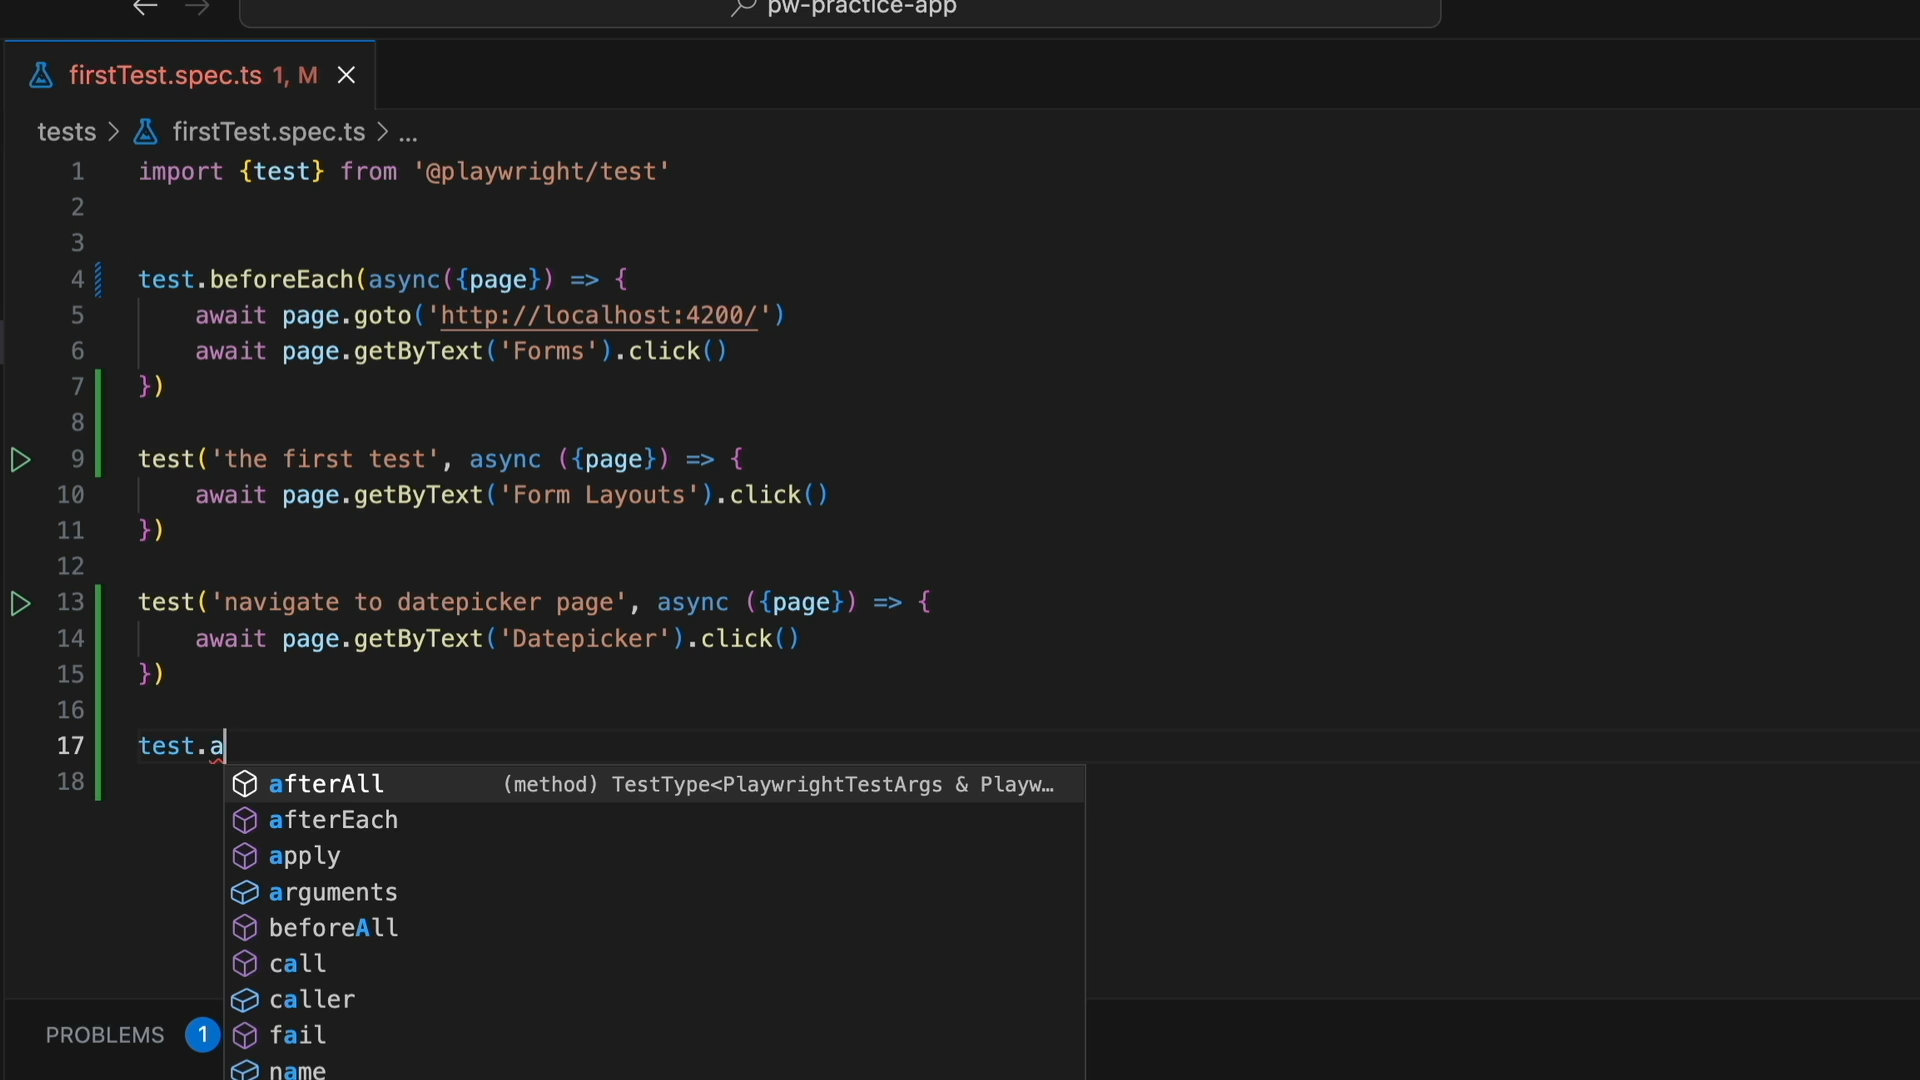 pw-practice-app
firstTest.spec.ts 1, M
tests > firstTest.spec.ts > ...
1 import {test} from '@playwright/test'
2
3
4 test.beforeEach(async({page}) => {
5 await page.goto('http://localhost:4200/')
6 await page.getByText('Forms').click()
7 })
8
9 test('the first test', async ({page}) => {
10 await page.getByText('Form Layouts').click()
11 })
12
13 test('navigate to datepicker page', async ({page}) => {
14 await page.getByText('Datepicker').click()
15 })
16
17 test.a
18
afterAll (method) TestType<PlaywrightTestArgs & Playw…
afterEach
apply
arguments
beforeAll
call
caller
fail
name
PROBLEMS 1